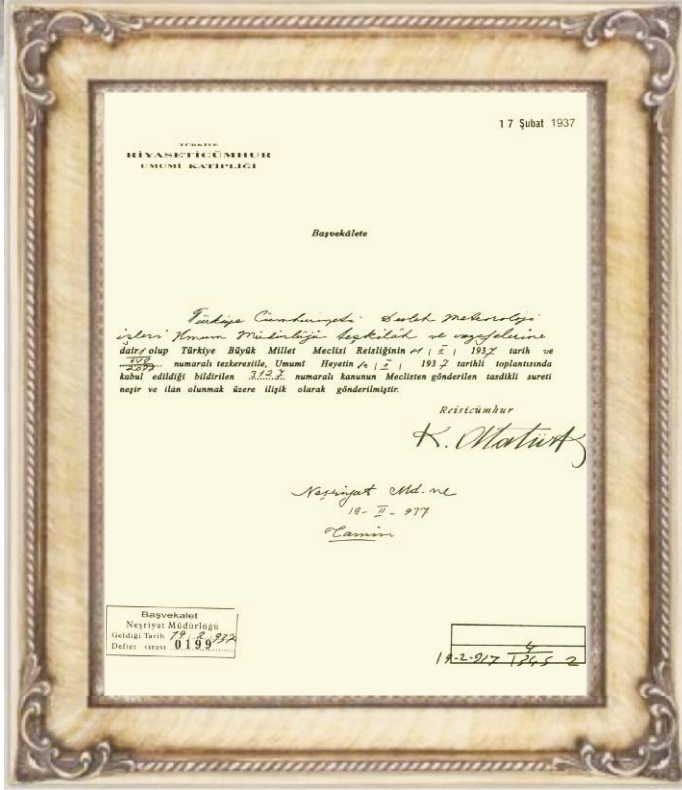 17 Şubat 1937
TÜRKİYE
RİYASETİCÜMHUR
UMUMİ KATİPLİĞİ
Başvekâlete
Türkiye Cumhuriyeti Devlet Meteoroloji
işleri Umum Müdürlüğü teşkilât ve vazifelerine
dair olup Türkiye Büyük Millet Meclisi Reisliğinin II 1937 tarih ve
numaralı tezkeresile, Umumî Heyetin 1937 tarihli toplantısında
kabul edildiği bildirilen 3127 numaralı kanunun Meclisten gönderilen tasdikli sureti
neşir ve ilân olunmak üzere ilişik olarak gönderilmiştir.
Reisicümhur
K. Atatürk
Neşriyat Md. ne
19-II-937
Başvekalet
Neşriyat Müdürlüğü
Geldiği Tarih 19.2.937
Defter sırası 0199